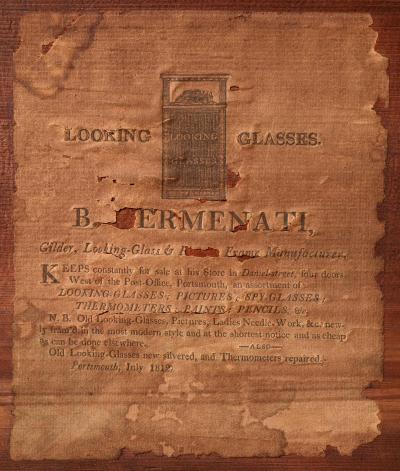 LOOKING GLASSES.
LOOKING
GLASSES
B. CERMENATI,
Gilder, Looking-Glass & Frame Manufacturer,
KEEPS constantly for sale at his Store in Daniel-street, four doors
West of the Post-Office, Portsmouth, an assortment of
LOOKING-GLASSES; PICTURES; SPY-GLASSES;
THERMOMETERS; PAINTS; PENCILS, &c,
N. B. Old Looking-Glasses, Pictures, Ladies Needle-Work, &c. new-
ly fram'd, in the most modern style and at the shortest notice and as cheap
as can be done elsewhere. —ALSO—
Old Looking-Glasses new silvered, and Thermometers repaired.
Portsmouth, July 1812.